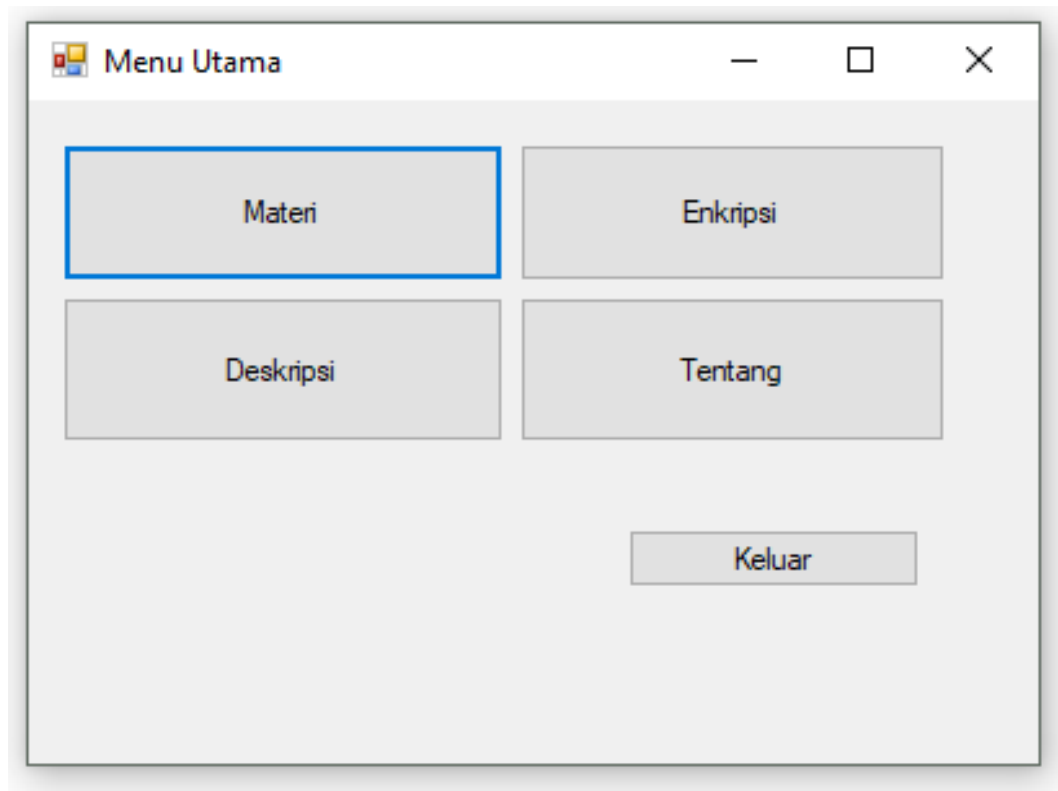 Menu Utama
Materi
Enkripsi
Deskripsi
Tentang
Keluar